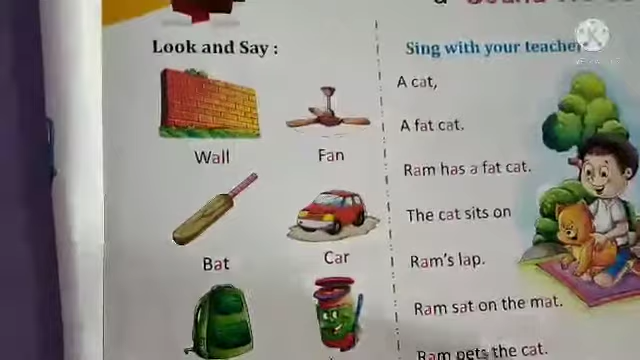 Look and Say :
Wall
Fan
Bat
Car
Sing with your teacher
A cat,
A fat cat.
Ram has a fat cat.
The cat sits on
Ram's lap.
Ram sat on the mat.
Ram pets the cat.